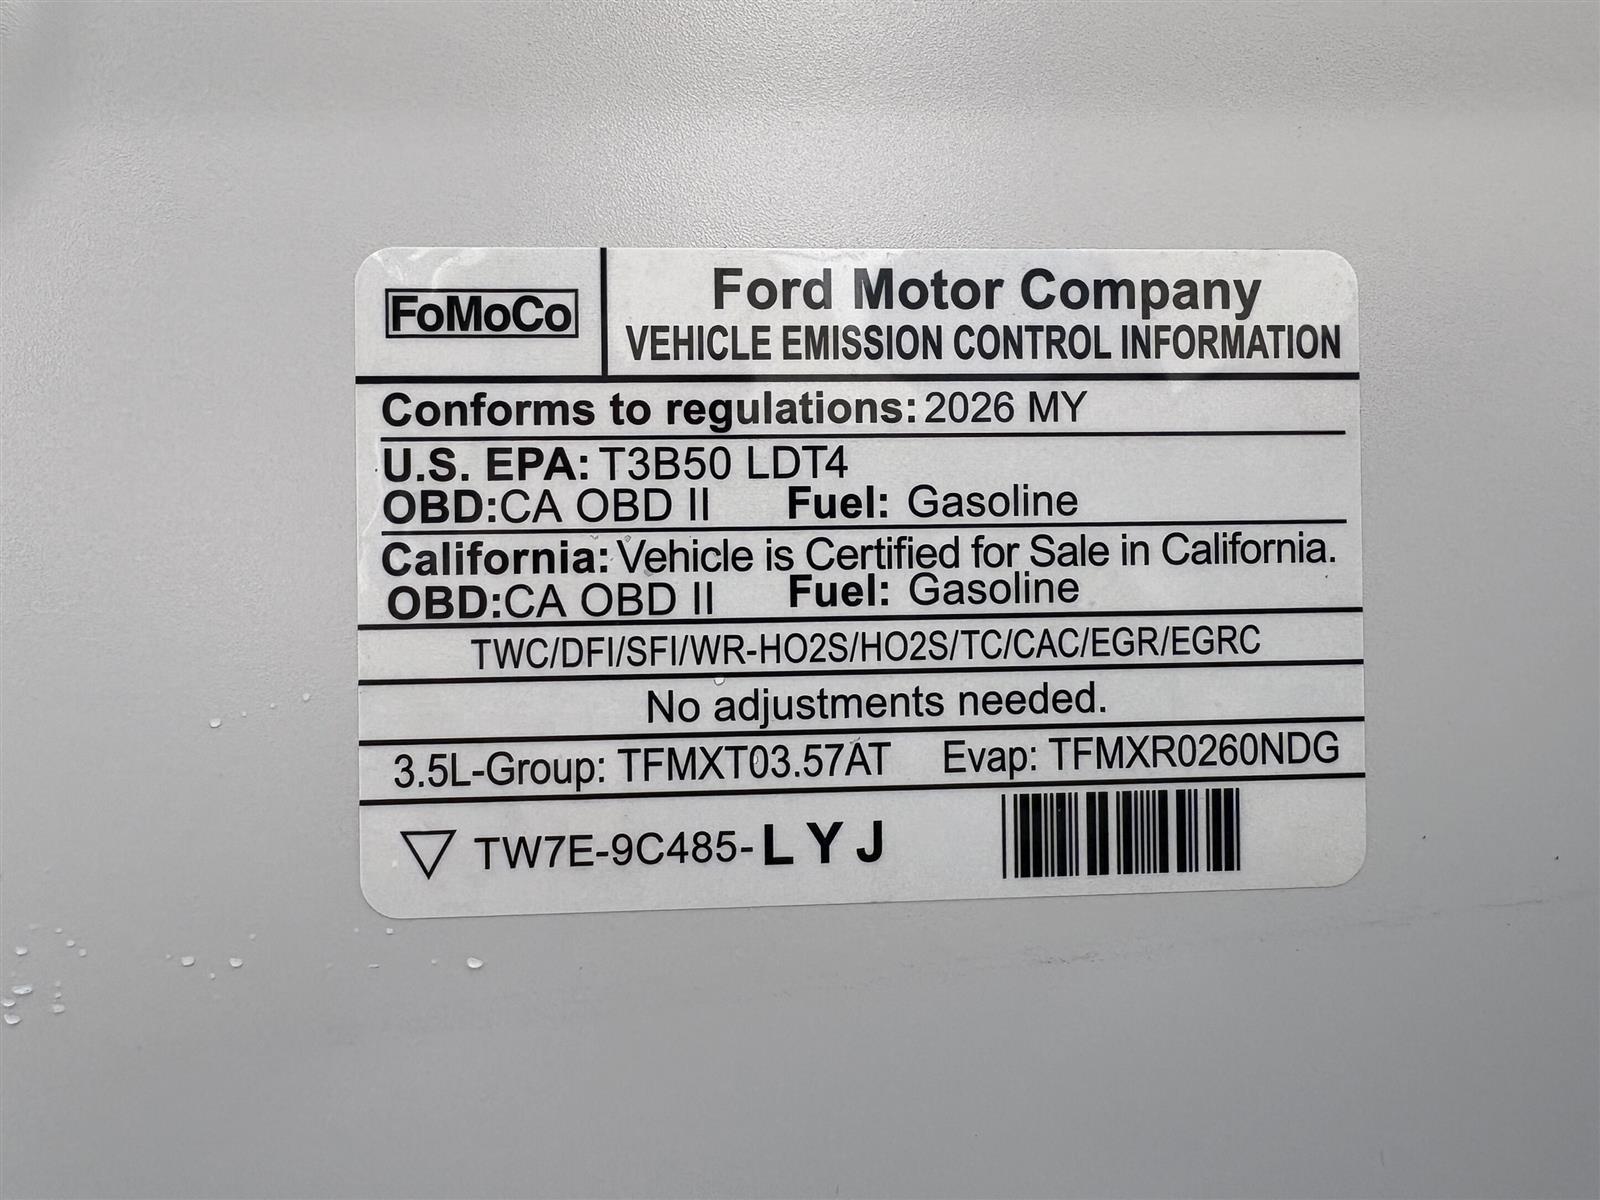 FoMoCo
Ford Motor Company
VEHICLE EMISSION CONTROL INFORMATION
Conforms to regulations: 2026 MY
U.S. EPA: T3B50 LDT4
OBD: CA OBD II Fuel: Gasoline
California: Vehicle is Certified for Sale in California.
OBD: CA OBD II Fuel: Gasoline
TWC/DFI/SFI/WR-HO2S/HO2S/TC/CAC/EGR/EGRC
No adjustments needed.
3.5L-Group: TFMXT03.57AT Evap: TFMXR0260NDG
TW7E-9C485-LYJ